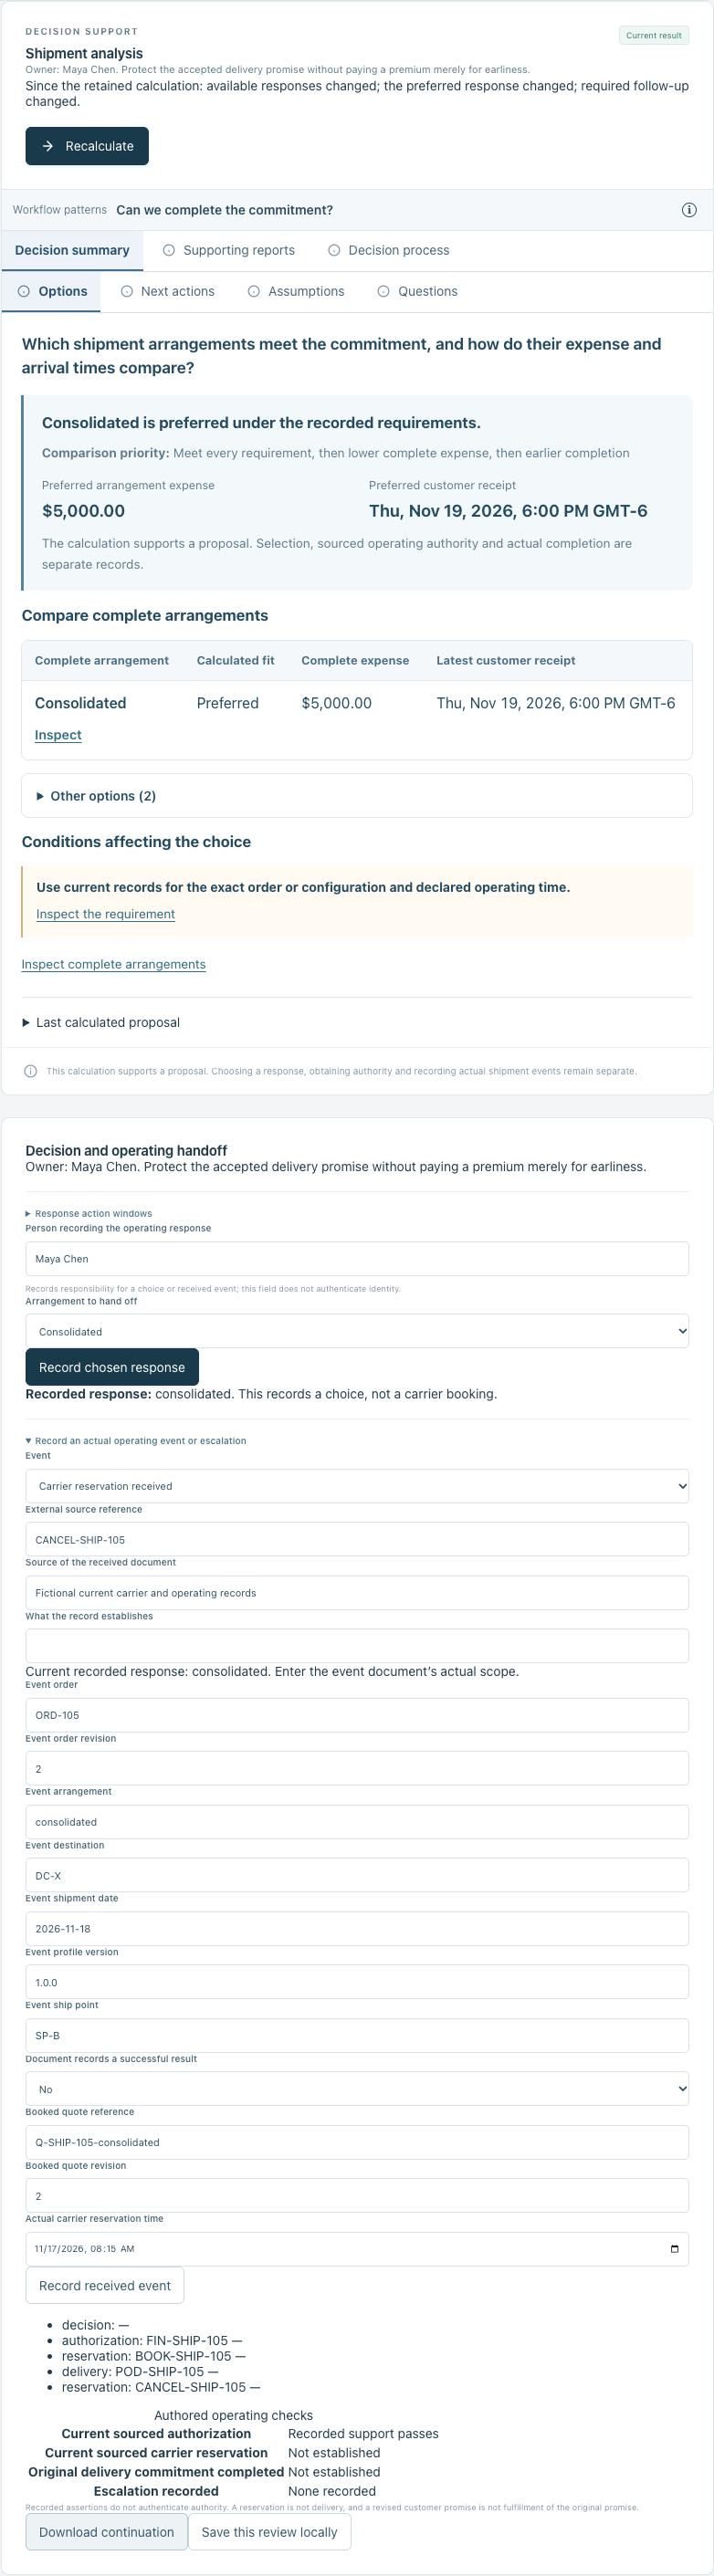 DECISION SUPPORT
Current result
Shipment analysis
Owner: Maya Chen. Protect the accepted delivery promise without paying a premium merely for earliness.
Since the retained calculation: available responses changed; the preferred response changed; required follow-up
changed.
Recalculate
Workflow patterns Can we complete the commitment?
Decision summary Supporting reports Decision process
Options Next actions Assumptions Questions
Which shipment arrangements meet the commitment, and how do their expense and
arrival times compare?
Consolidated is preferred under the recorded requirements.
Comparison priority: Meet every requirement, then lower complete expense, then earlier completion
Preferred arrangement expense Preferred customer receipt
$5,000.00 Thu, Nov 19, 2026, 6:00 PM GMT-6
The calculation supports a proposal. Selection, sourced operating authority and actual completion are
separate records.
Compare complete arrangements
Complete arrangement Calculated fit Complete expense Latest customer receipt
Consolidated Preferred $5,000.00 Thu, Nov 19, 2026, 6:00 PM GMT-6
Inspect
Other options (2)
Conditions affecting the choice
Use current records for the exact order or configuration and declared operating time.
Inspect the requirement
Inspect complete arrangements
Last calculated proposal
This calculation supports a proposal. Choosing a response, obtaining authority and recording actual shipment events remain separate.
Decision and operating handoff
Owner: Maya Chen. Protect the accepted delivery promise without paying a premium merely for earliness.
Response action windows
Person recording the operating response
Maya Chen
Records responsibility for a choice or received event; this field does not authenticate identity.
Arrangement to hand off
Consolidated
Record chosen response
Recorded response: consolidated. This records a choice, not a carrier booking.
Record an actual operating event or escalation
Event
Carrier reservation received
External source reference
CANCEL-SHIP-105
Source of the received document
Fictional current carrier and operating records
What the record establishes
Current recorded response: consolidated. Enter the event document's actual scope.
Event order
ORD-105
Event order revision
2
Event arrangement
consolidated
Event destination
DC-X
Event shipment date
2026-11-18
Event profile version
1.0.0
Event ship point
SP-B
Document records a successful result
No
Booked quote reference
Q-SHIP-105-consolidated
Booked quote revision
2
Actual carrier reservation time
11/17/2026, 08:15 AM
Record received event
• decision: —
• authorization: FIN-SHIP-105 —
• reservation: BOOK-SHIP-105 —
• delivery: POD-SHIP-105 —
• reservation: CANCEL-SHIP-105 —
Authored operating checks
Current sourced authorization Recorded support passes
Current sourced carrier reservation Not established
Original delivery commitment completed Not established
Escalation recorded None recorded
Recorded assertions do not authenticate authority. A reservation is not delivery, and a revised customer promise is not fulfillment of the original promise.
Download continuation Save this review locally